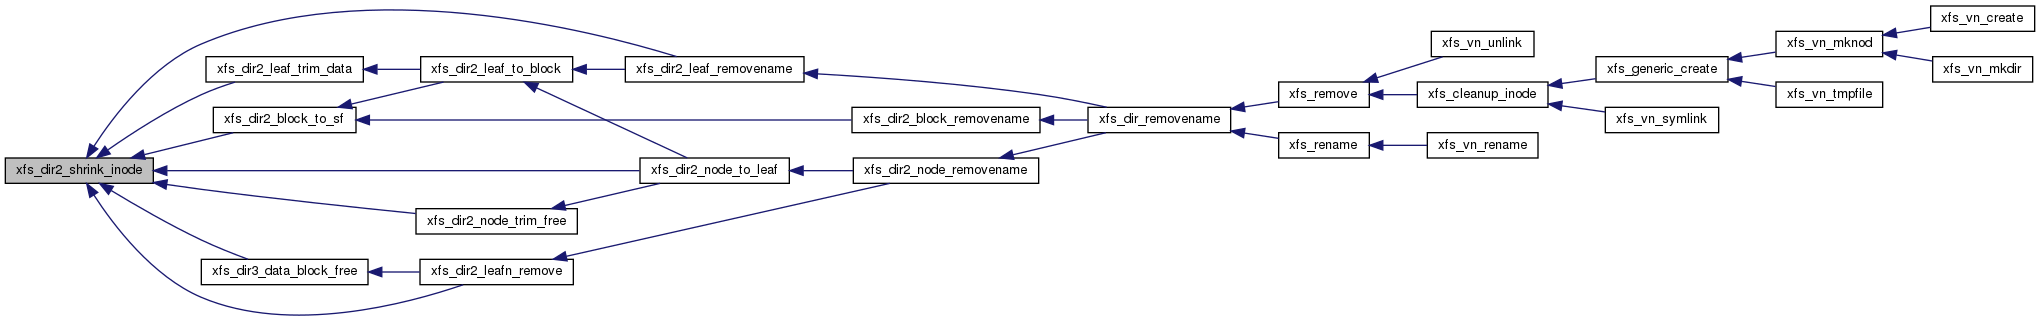 xfs_vn_create
xfs_vn_unlink
xfs_vn_mknod
xfs_dir2_leaf_trim_data
xfs_dir2_leaf_to_block
xfs_dir2_leaf_removename
xfs_generic_create
xfs_vn_mkdir
xfs_remove
xfs_cleanup_inode
xfs_vn_tmpfile
xfs_dir2_block_to_sf
xfs_dir2_block_removename
xfs_dir_removename
xfs_vn_symlink
xfs_rename
xfs_vn_rename
xfs_dir2_shrink_inode
xfs_dir2_node_to_leaf
xfs_dir2_node_removename
xfs_dir2_node_trim_free
xfs_dir3_data_block_free
xfs_dir2_leafn_remove